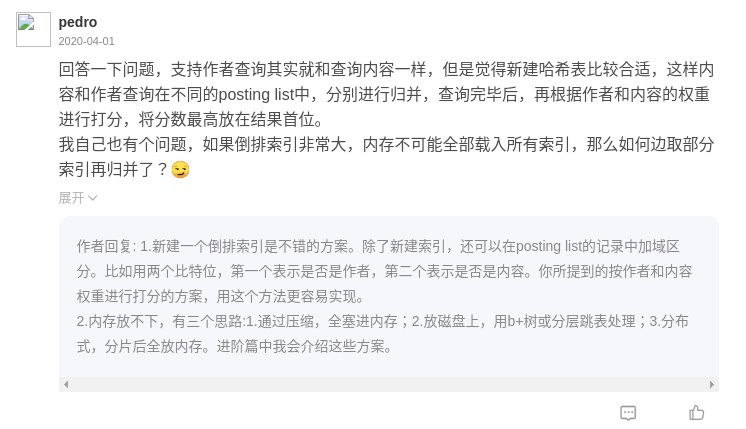 pedro
2020-04-01
回答一下问题，支持作者查询其实就和查询内容一样，但是觉得新建哈希表比较合适，这样内
容和作者查询在不同的posting list中，分别进行归并，查询完毕后，再根据作者和内容的权重
进行打分，将分数最高放在结果首位。
我自己也有个问题，如果倒排索引非常大，内存不可能全部载入所有索引，那么如何边取部分
索引再归并了？😏
展开
作者回复: 1.新建一个倒排索引是不错的方案。除了新建索引，还可以在posting list的记录中加域区
分。比如用两个比特位，第一个表示是否是作者，第二个表示是否是内容。你所提到的按作者和内容
权重进行打分的方案，用这个方法更容易实现。
2.内存放不下，有三个思路:1.通过压缩，全塞进内存；2.放磁盘上，用b+树或分层跳表处理；3.分布
式，分片后全放内存。进阶篇中我会介绍这些方案。